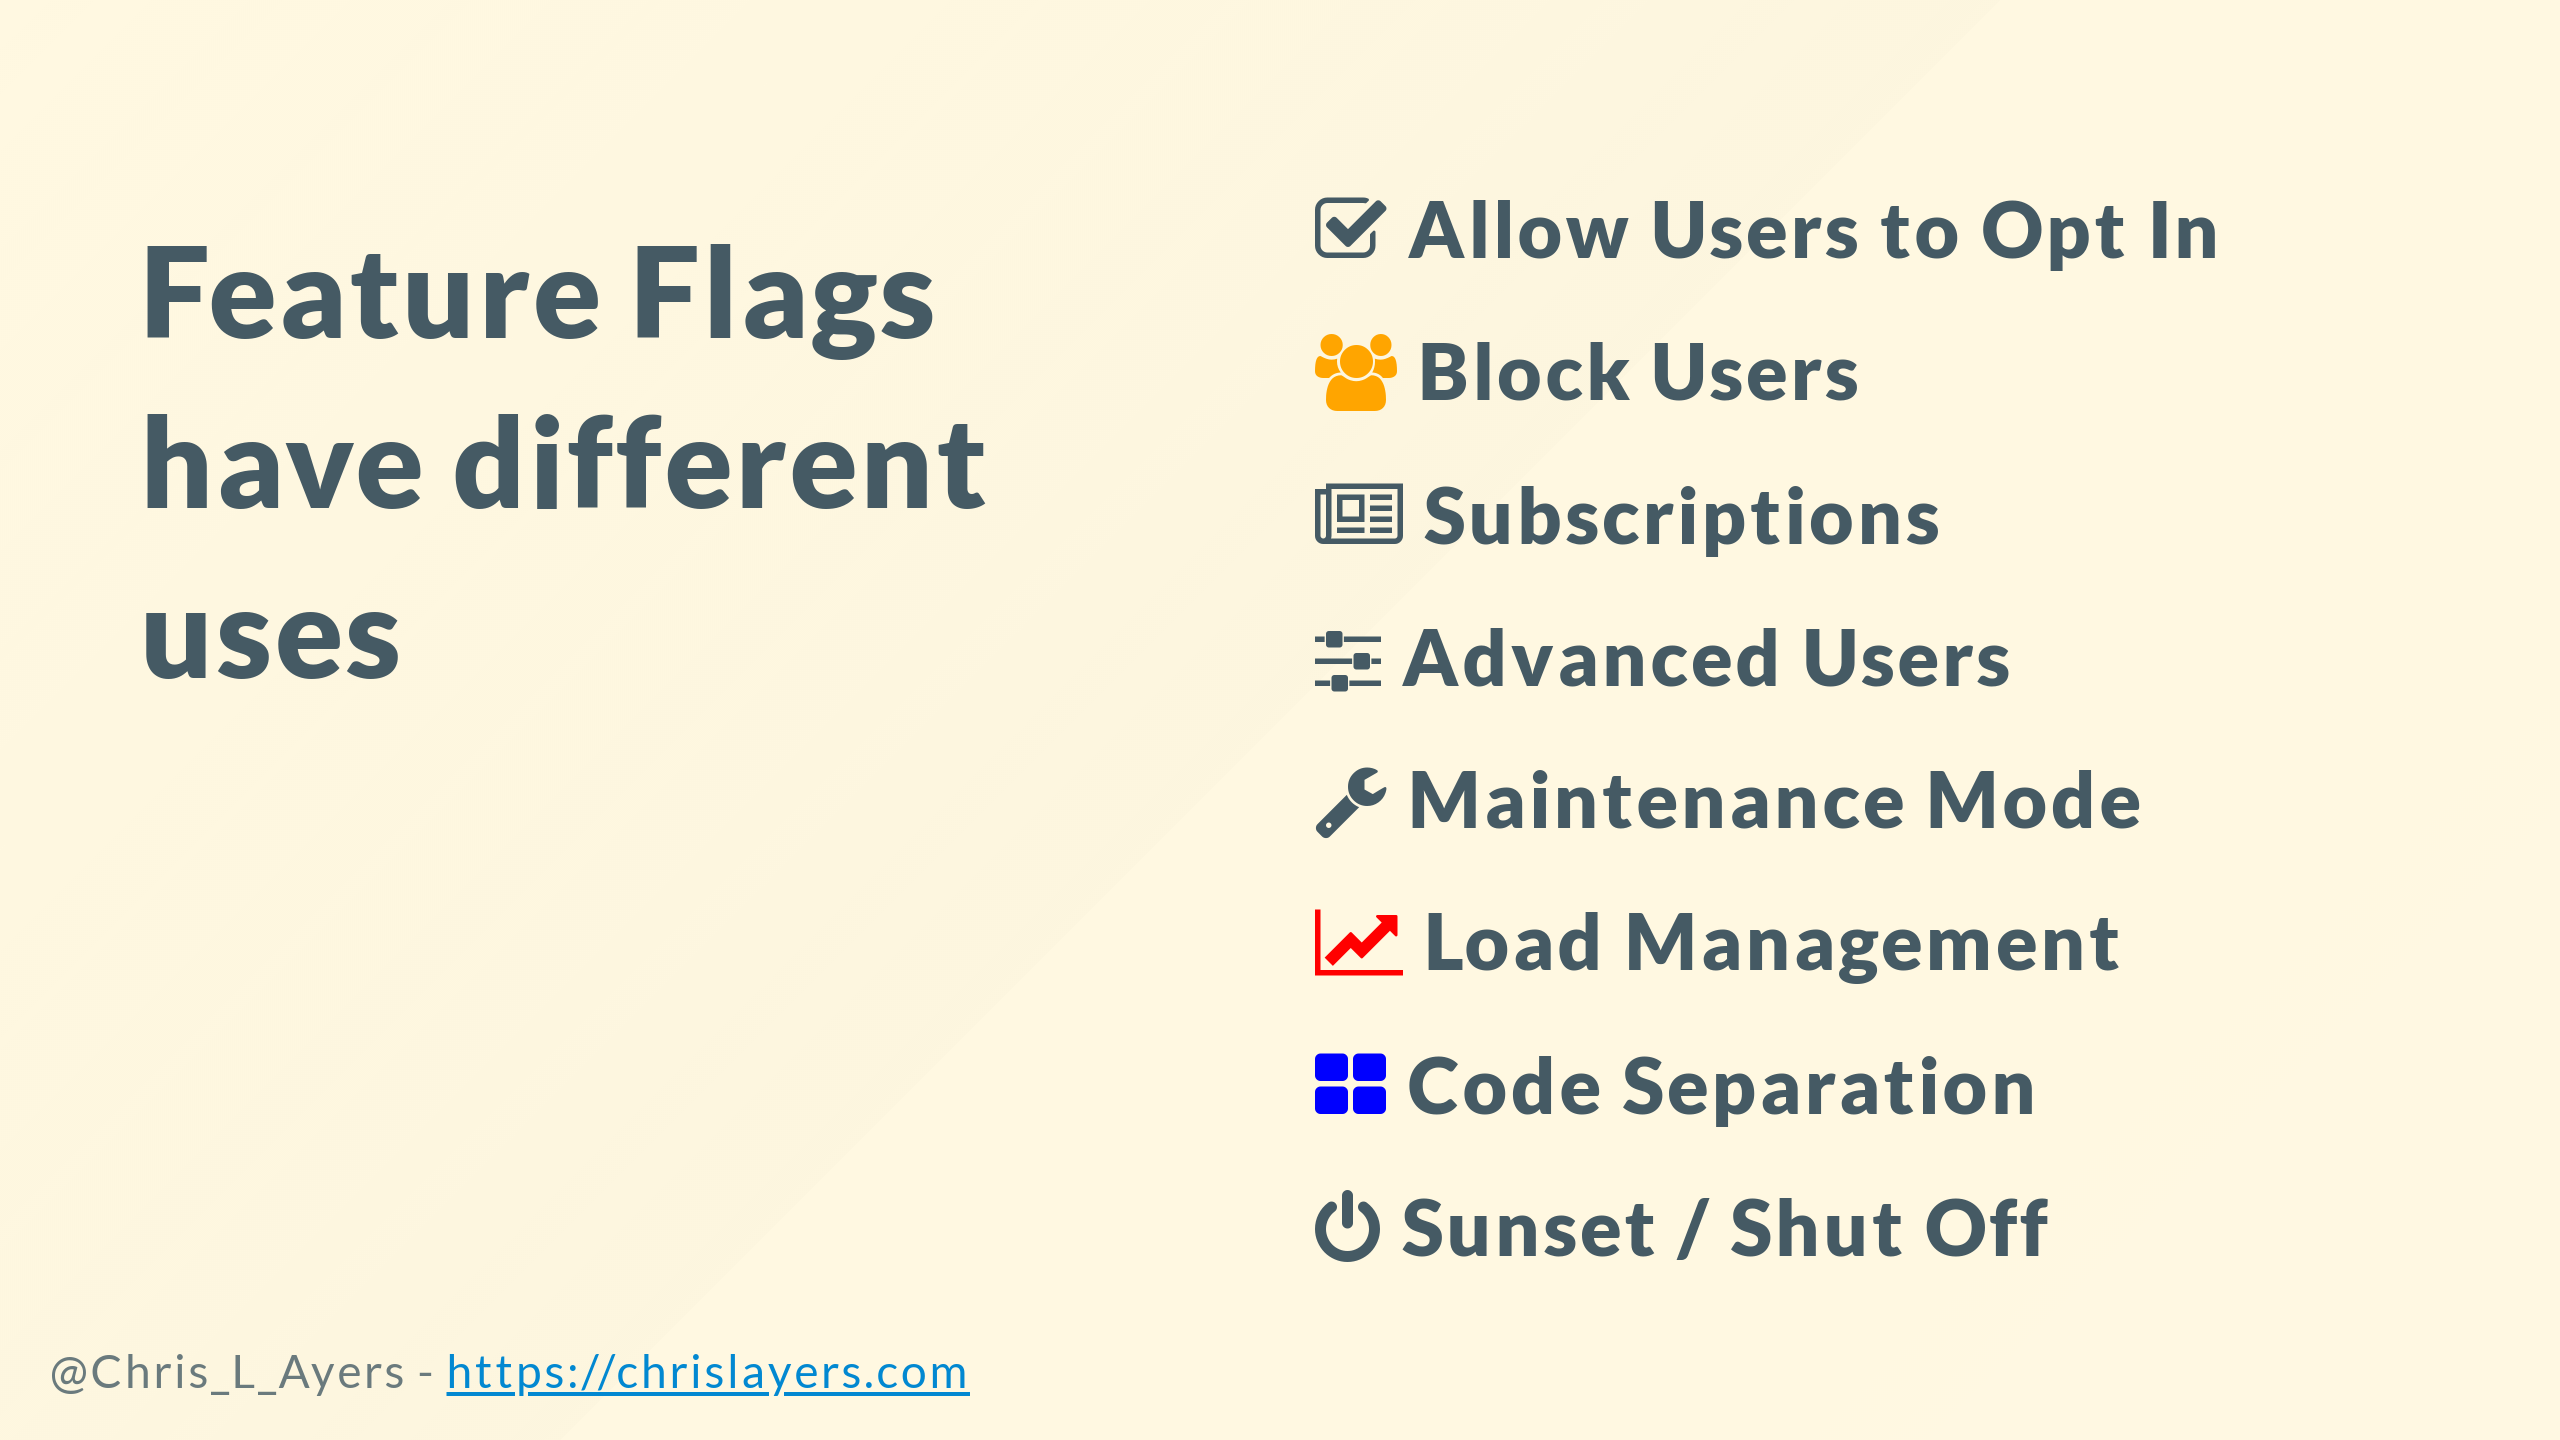 Feature Flags
have different
uses
Allow Users to Opt In
Block Users
Subscriptions
Advanced Users
Maintenance Mode
Load Management
Code Separation
Sunset / Shut Off
@Chris_L_Ayers - https://chrislayers.com